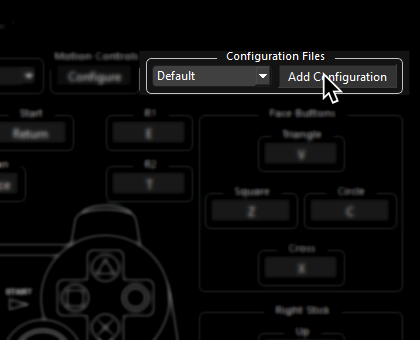 Motion Controls
Configuration Files
Configure
Default
Add Configuration
Start
R1
Face Buttons
Return
E
Triangle
V
R2
T
Square
Circle
Z
C
Cross
X
START
Right Stick
Up